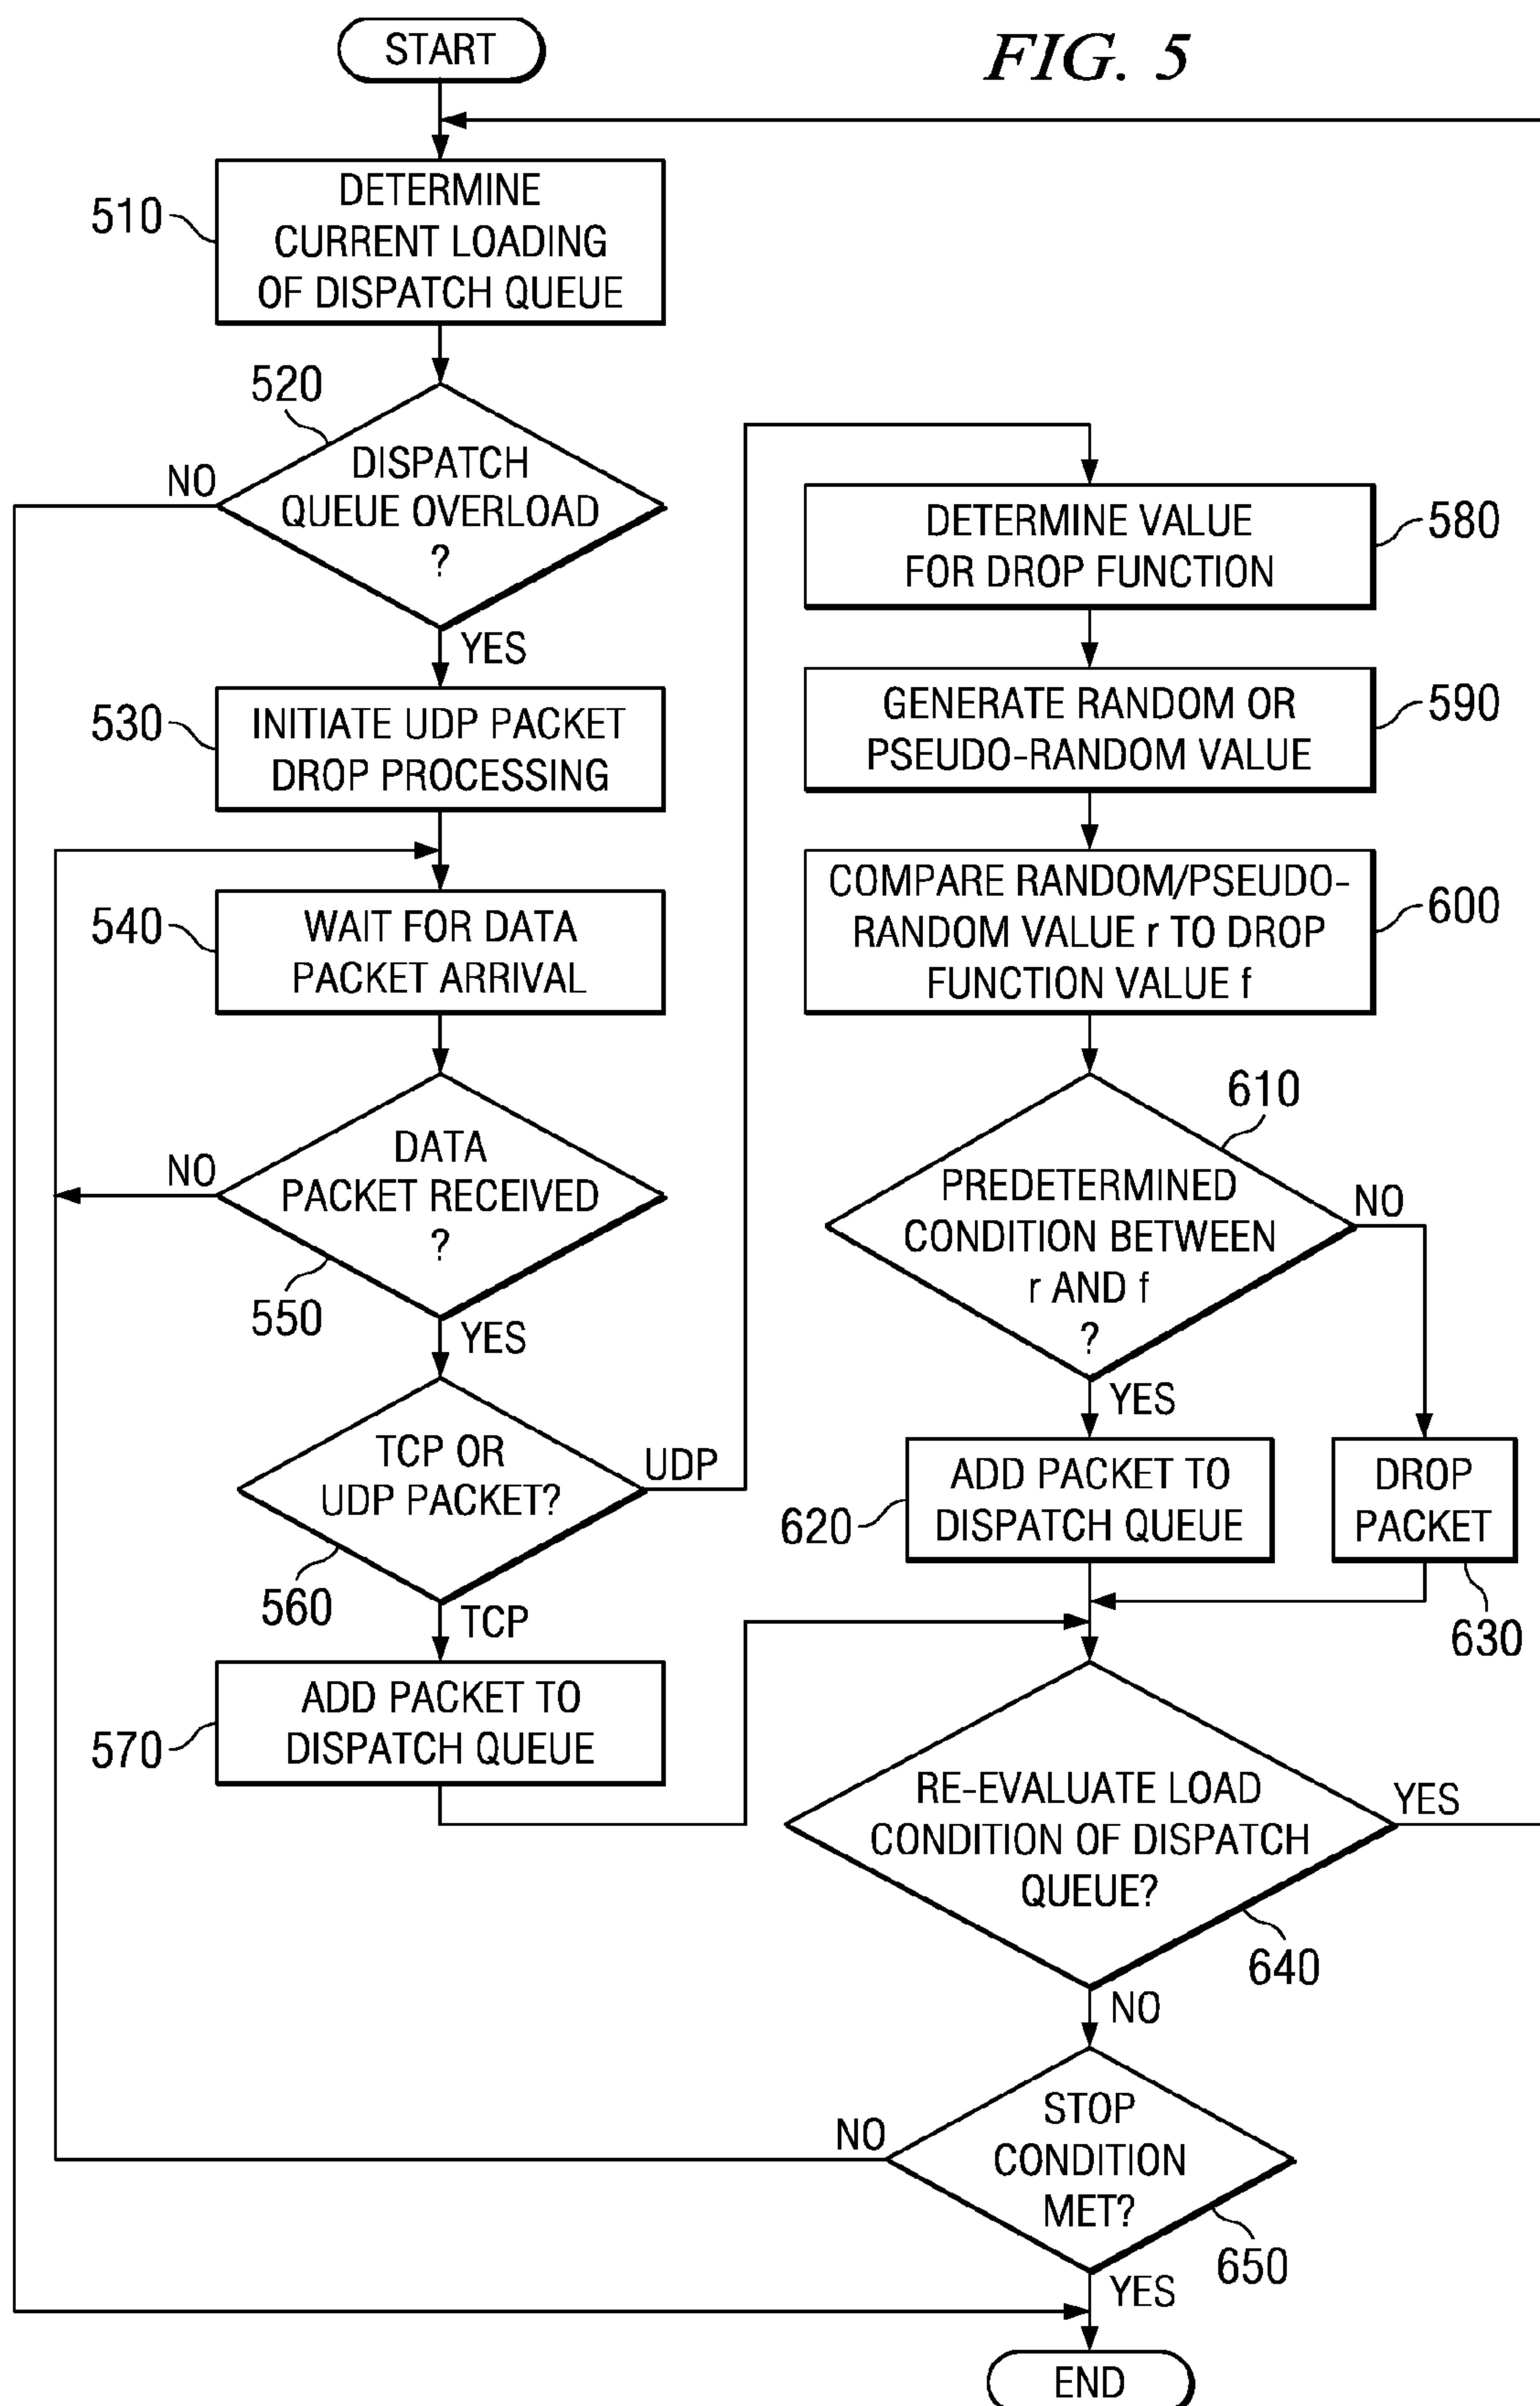 START
FIG. 5
510
DETERMINE
CURRENT LOADING
OF DISPATCH QUEUE
520
DISPATCH
QUEUE OVERLOAD
?
NO
YES
530
INITIATE UDP PACKET
DROP PROCESSING
540
WAIT FOR DATA
PACKET ARRIVAL
DATA
PACKET RECEIVED
?
NO
550
YES
TCP OR
UDP PACKET?
UDP
560
TCP
570
ADD PACKET TO
DISPATCH QUEUE
DETERMINE VALUE
FOR DROP FUNCTION
580
GENERATE RANDOM OR
PSEUDO-RANDOM VALUE
590
COMPARE RANDOM/PSEUDO-
RANDOM VALUE r TO DROP
FUNCTION VALUE f
600
610
PREDETERMINED
CONDITION BETWEEN
r AND f
?
NO
YES
620
ADD PACKET TO
DISPATCH QUEUE
DROP
PACKET
630
RE-EVALUATE LOAD
CONDITION OF DISPATCH
QUEUE?
YES
640
NO
STOP
CONDITION
MET?
NO
650
YES
END